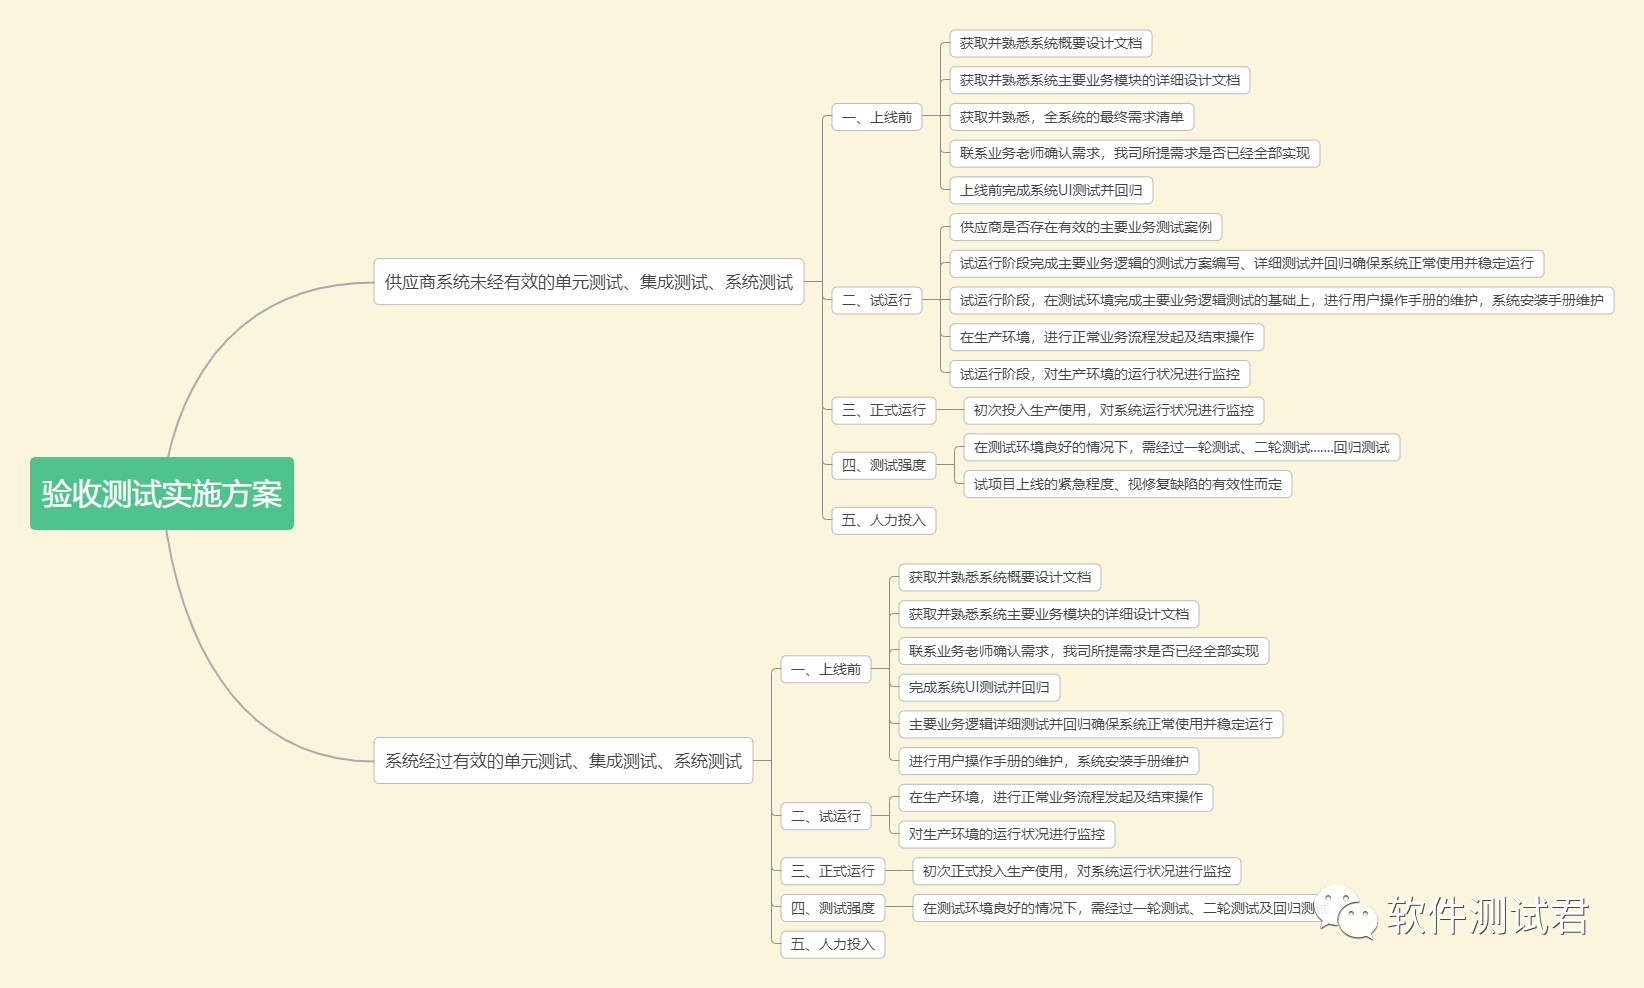 验收测试实施方案
供应商系统未经有效的单元测试、集成测试、系统测试
一、上线前
获取并熟悉系统概要设计文档
获取并熟悉系统主要业务模块的详细设计文档
获取并熟悉，全系统的最终需求清单
联系业务老师确认需求，我司所提需求是否已经全部实现
上线前完成系统UI测试并回归
二、试运行
供应商是否存在有效的主要业务测试案例
试运行阶段完成主要业务逻辑的测试方案编写、详细测试并回归确保系统正常使用并稳定运行
试运行阶段，在测试环境完成主要业务逻辑测试的基础上，进行用户操作手册的维护，系统安装手册维护
在生产环境，进行正常业务流程发起及结束操作
试运行阶段，对生产环境的运行状况进行监控
三、正式运行
初次投入生产使用，对系统运行状况进行监控
四、测试强度
在测试环境良好的情况下，需经过一轮测试、二轮测试.......回归测试
试项目上线的紧急程度、视修复缺陷的有效性而定
五、人力投入
系统经过有效的单元测试、集成测试、系统测试
一、上线前
获取并熟悉系统概要设计文档
获取并熟悉系统主要业务模块的详细设计文档
联系业务老师确认需求，我司所提需求是否已经全部实现
完成系统UI测试并回归
主要业务逻辑详细测试并回归确保系统正常使用并稳定运行
进行用户操作手册的维护，系统安装手册维护
二、试运行
在生产环境，进行正常业务流程发起及结束操作
对生产环境的运行状况进行监控
三、正式运行
初次正式投入生产使用，对系统运行状况进行监控
四、测试强度
在测试环境良好的情况下，需经过一轮测试、二轮测试及回归测
五、人力投入
软件测试君